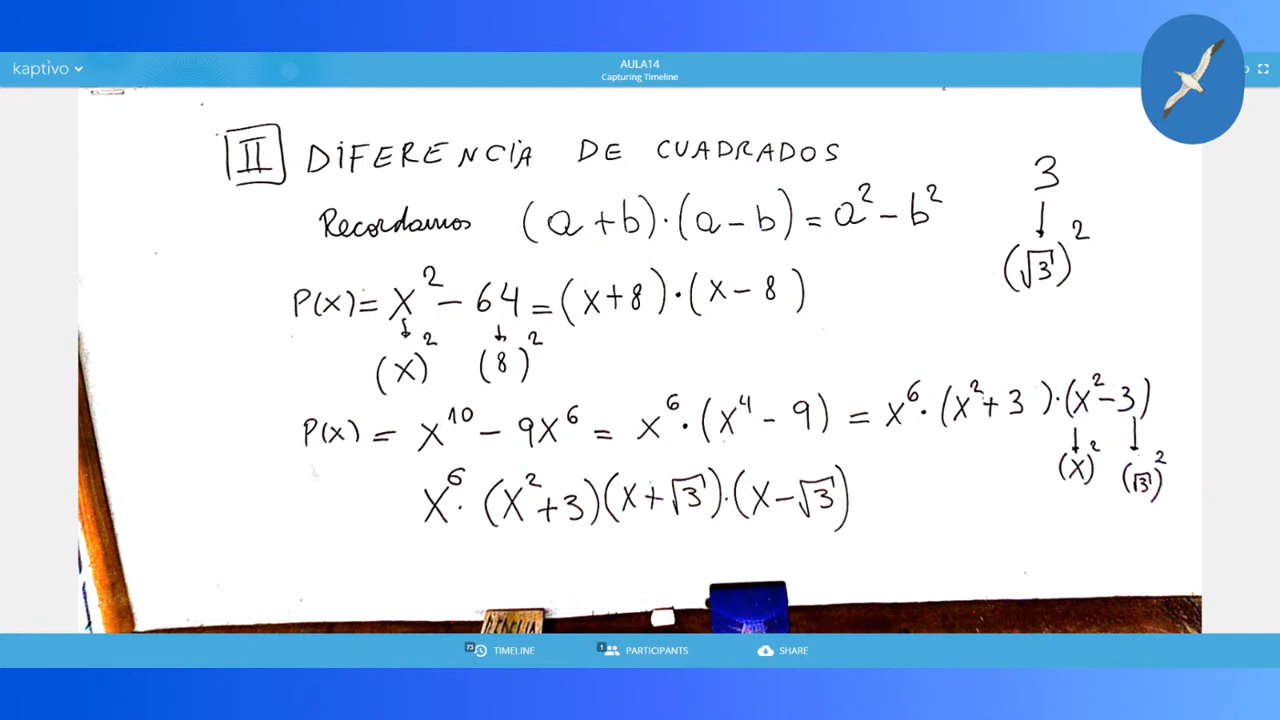 kaptivo
AULA14
Capturing Timeline
II DIFERENCIA DE CUADRADOS
Recordamos (a+b)·(a-b) = a² - b²
3
↓
(√3)²
P(x) = x² - 64 = (x+8)·(x-8)
↓ ↓
(x)² (8)²
P(x) = x¹⁰ - 9x⁶ = x⁶·(x⁴ - 9) = x⁶·(x²+3)·(x²-3)
↓ ↓
(x)² (√3)²
x⁶·(x²+3)(x+√3)·(x-√3)
73 TIMELINE
1 PARTICIPANTS
SHARE